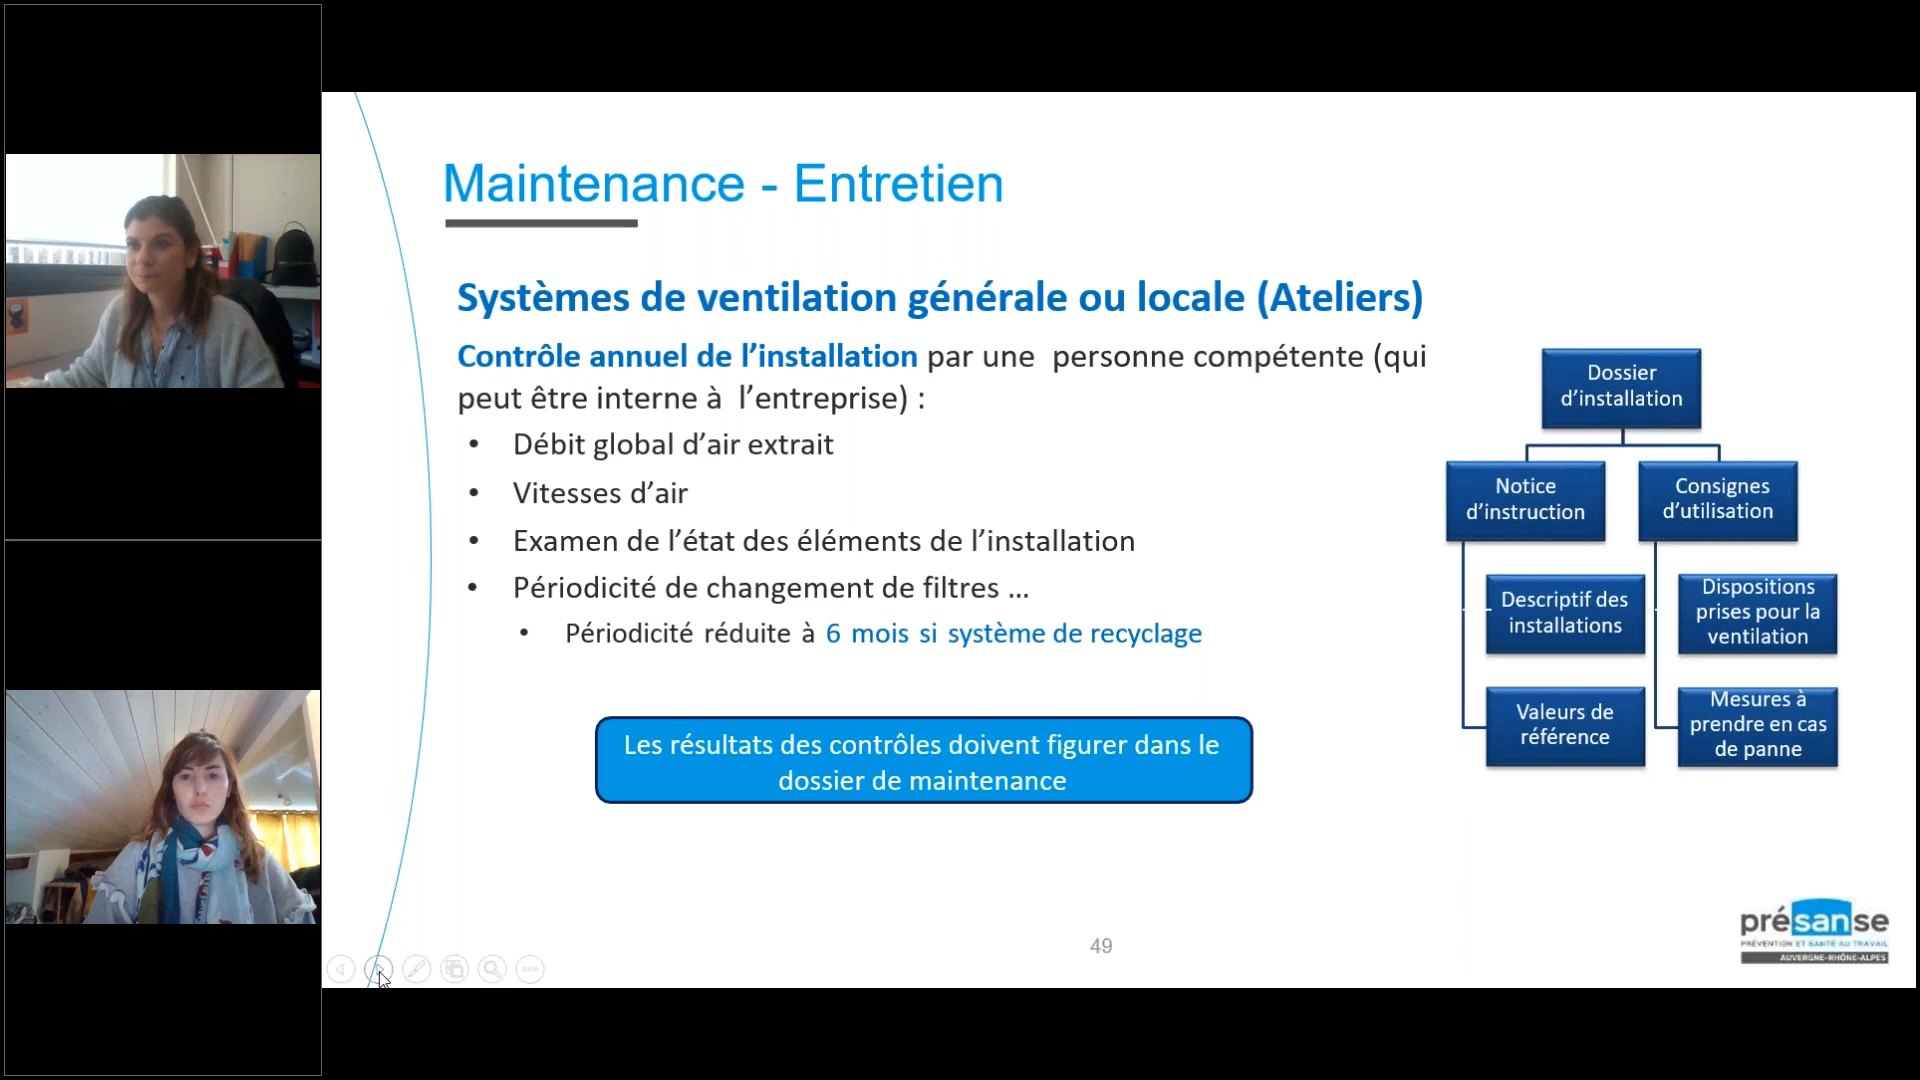 Maintenance - Entretien
Systèmes de ventilation générale ou locale (Ateliers)
Contrôle annuel de l’installation par une personne compétente (qui
peut être interne à l’entreprise) :
• Débit global d’air extrait
• Vitesses d’air
• Examen de l’état des éléments de l’installation
• Périodicité de changement de filtres ...
• Périodicité réduite à 6 mois si système de recyclage
Les résultats des contrôles doivent figurer dans le
dossier de maintenance
Dossier
d’installation
Notice
d’instruction
Consignes
d’utilisation
Descriptif des
installations
Dispositions
prises pour la
ventilation
Valeurs de
référence
Mesures à
prendre en cas
de panne
49
présanse
PRÉVENTION ET SANTÉ AU TRAVAIL
AUVERGNE-RHÔNE-ALPES